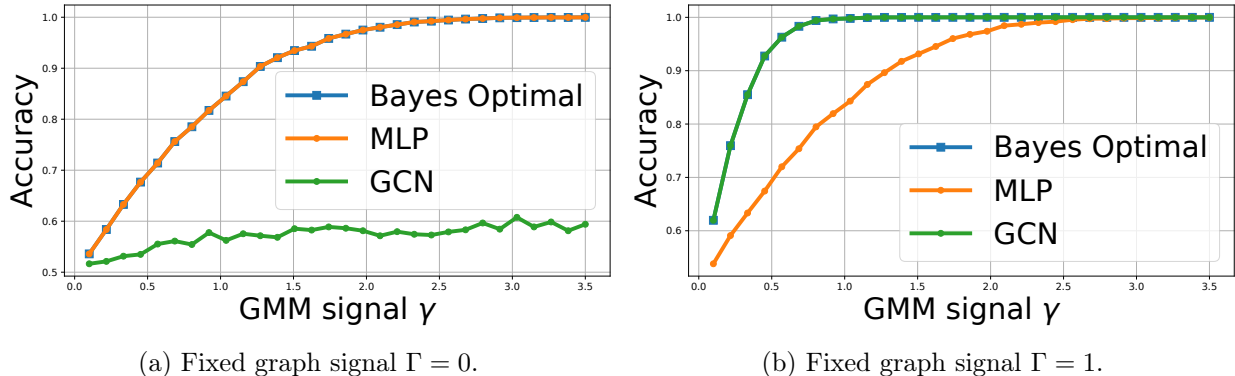 1.0
0.9
0.8
0.7
0.6
0.5
Accuracy
Bayes Optimal
MLP
GCN
0.0 0.5 1.0 1.5 2.0 2.5 3.0 3.5
GMM signal γ
(a) Fixed graph signal Γ = 0.
1.0
0.9
0.8
0.7
0.6
Accuracy
Bayes Optimal
MLP
GCN
0.0 0.5 1.0 1.5 2.0 2.5 3.0 3.5
GMM signal γ
(b) Fixed graph signal Γ = 1.